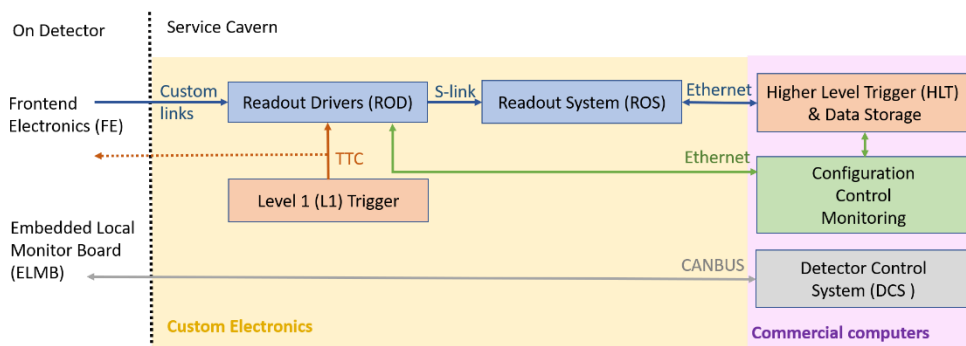 On Detector
Service Cavern
Frontend
Electronics (FE)
Custom
links
Readout Drivers (ROD)
S-link
Readout System (ROS)
Ethernet
Higher Level Trigger (HLT)
& Data Storage
TTC
Ethernet
Level 1 (L1) Trigger
Configuration
Control
Monitoring
Embedded Local
Monitor Board
(ELMB)
CANBUS
Detector Control
System (DCS )
Custom Electronics
Commercial computers